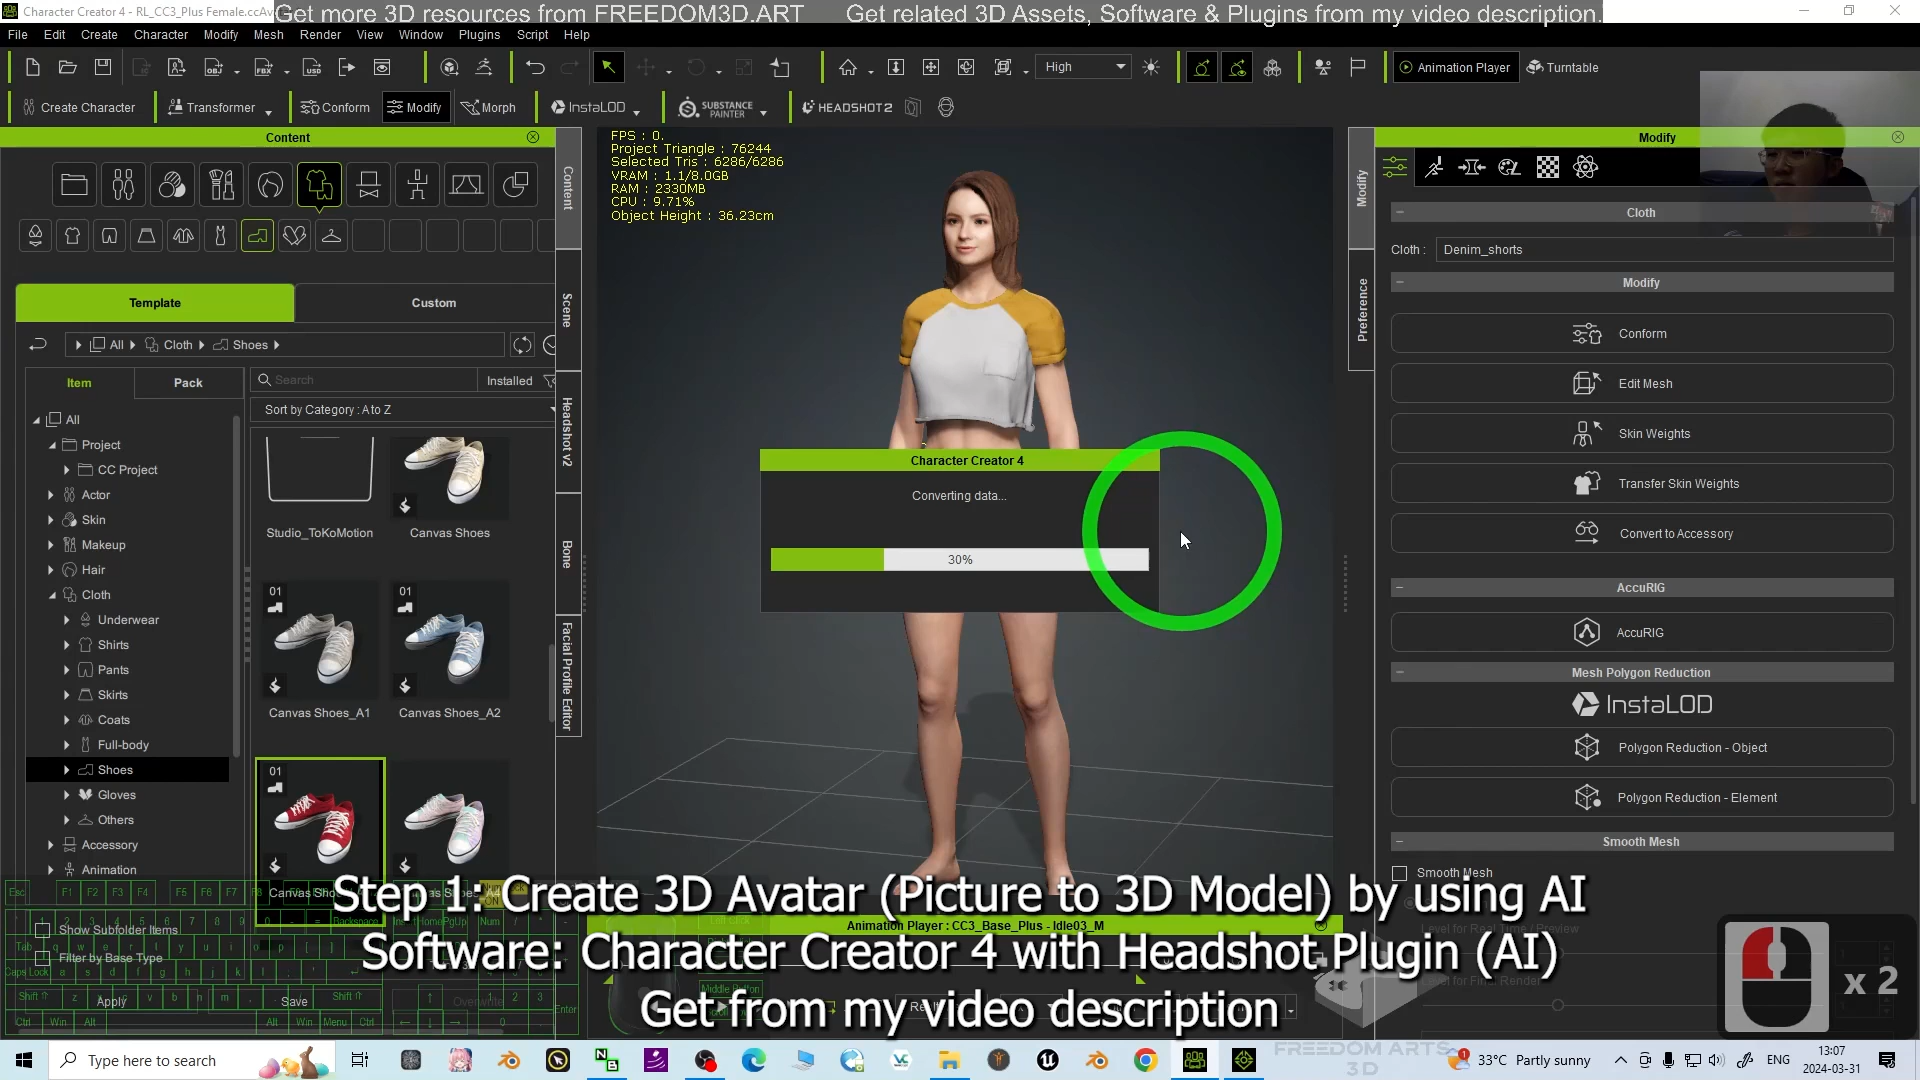 Character Creator 4 - RL_CC3_Plus Female.ccAv
Get more 3D resources from FREEDOM3D.ART
Get related 3D Assets, Software & Plugins from my video description.
File Edit Create Character Modify Mesh Render View Window Plugins Script Help
High
Animation Player
Turntable
Create Character
Transformer
Conform
Modify
Morph
InstaLOD
SUBSTANCE PAINTER
HEADSHOT 2
Content
Template
Custom
All
Cloth
Shoes
Item
Pack
Search
Installed
Sort by Category : A to Z
All
Project
CC Project
Actor
Skin
Makeup
Hair
Cloth
Underwear
Shirts
Pants
Skirts
Coats
Full-body
Shoes
Gloves
Others
Accessory
Animation
Studio_ToKoMotion
Canvas Shoes
01
01
Canvas Shoes_A1
Canvas Shoes_A2
01
Show Subfolder Items
Filter by Base Type
Apply
Save
Content
Scene
Headshot v2
Bone
Facial Profile Editor
FPS : 0.
Project Triangle : 76244
Selected Tris : 6286/6286
VRAM : 1.1/8.0GB
RAM : 2330MB
CPU : 9.71%
Object Height : 36.23cm
Character Creator 4
Converting data...
30%
Animation Player : CC3_Base_Plus - Idle03_M
Modify
Preference
Modify
Cloth
Cloth :
Denim_shorts
Modify
Conform
Edit Mesh
Skin Weights
Transfer Skin Weights
Convert to Accessory
AccuRIG
AccuRIG
Mesh Polygon Reduction
InstaLOD
Polygon Reduction - Object
Polygon Reduction - Element
Smooth Mesh
Smooth Mesh
Step 1: Create 3D Avatar (Picture to 3D Model) by using AI
Software: Character Creator 4 with Headshot Plugin (AI)
Get from my video description
x 2
FREEDOM ARTS
3D
Type here to search
33°C Partly sunny
ENG
13:07
2024-03-31